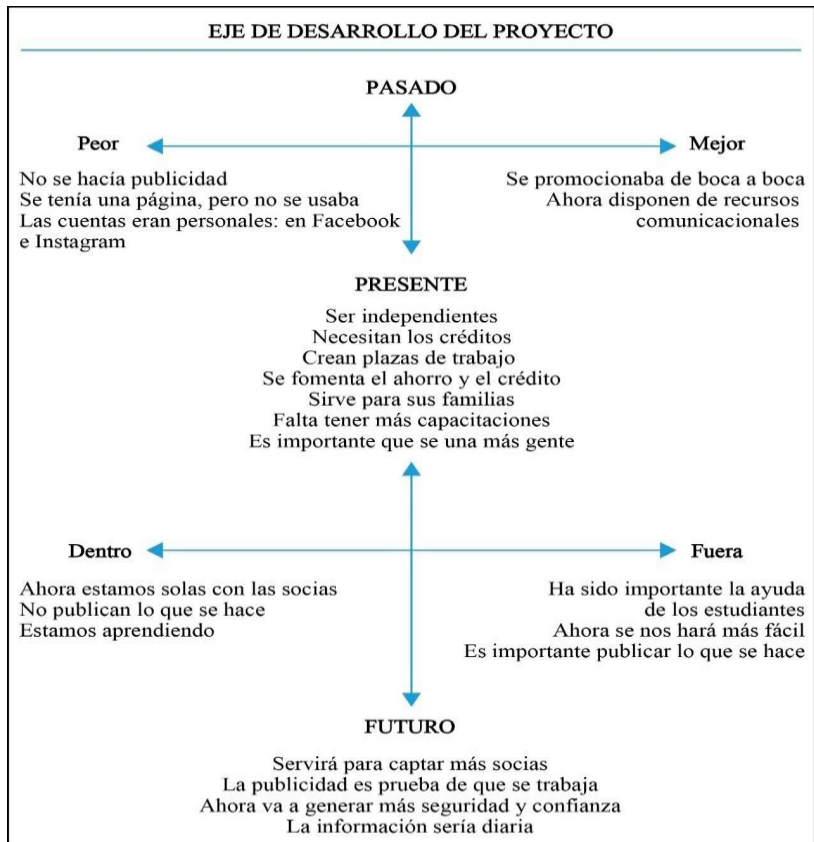 EJE DE DESARROLLO DEL PROYECTO
PASADO
Peor
Mejor
No se hacía publicidad
Se tenía una página, pero no se usaba
Las cuentas eran personales: en Facebook
e Instagram
Se promocionaba de boca a boca
Ahora disponen de recursos
comunicacionales
PRESENTE
Ser independientes
Necesitan los créditos
Crean plazas de trabajo
Se fomenta el ahorro y el crédito
Sirve para sus familias
Falta tener más capacitaciones
Es importante que se una más gente
Dentro
Fuera
Ahora estamos solas con las socias
No publican lo que se hace
Estamos aprendiendo
Ha sido importante la ayuda
de los estudiantes
Ahora se nos hará más fácil
Es importante publicar lo que se hace
FUTURO
Servirá para captar más socias
La publicidad es prueba de que se trabaja
Ahora va a generar más seguridad y confianza
La información sería diaria